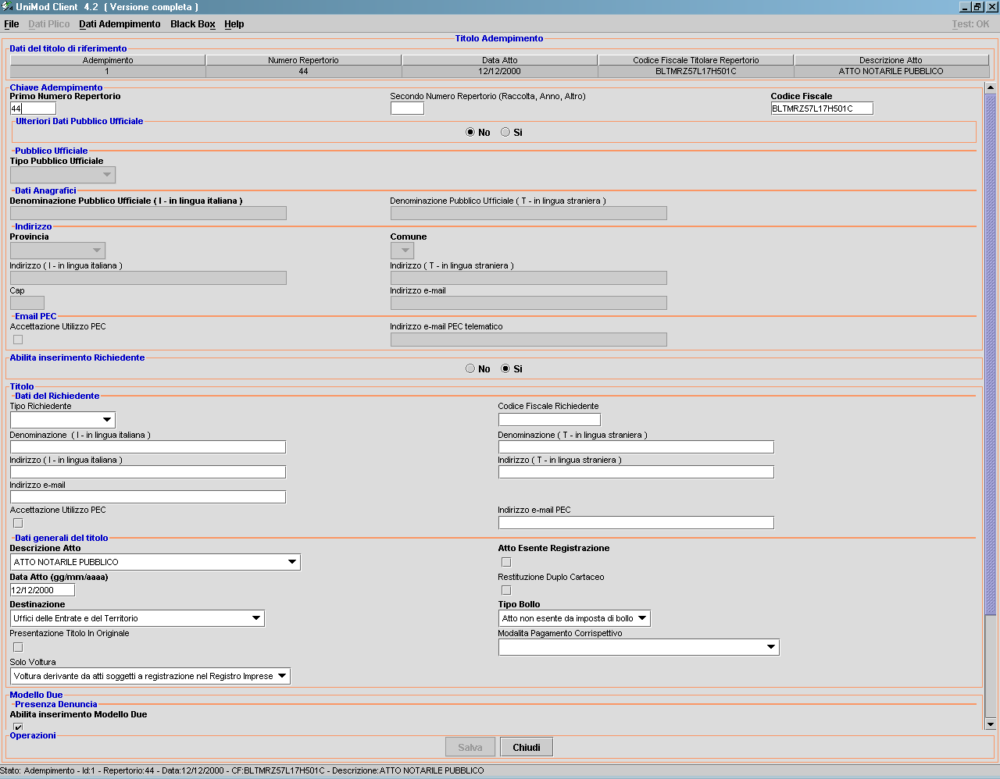 UniMod Client 4.2 ( Versione completa )
File Dati Plico Dati Adempimento Black Box Help Test: OK
Titolo Adempimento
Dati del titolo di riferimento
Adempimento Numero Repertorio Data Atto Codice Fiscale Titolare Repertorio Descrizione Atto
1 44 12/12/2000 BLTMRZ57L17H501C ATTO NOTARILE PUBBLICO
Chiave Adempimento
Primo Numero Repertorio Secondo Numero Repertorio (Raccolta, Anno, Altro) Codice Fiscale
44 BLTMRZ57L17H501C
Ulteriori Dati Pubblico Ufficiale
No Si
Pubblico Ufficiale
Tipo Pubblico Ufficiale
Dati Anagrafici
Denominazione Pubblico Ufficiale ( I - in lingua italiana ) Denominazione Pubblico Ufficiale ( T - in lingua straniera )
Indirizzo
Provincia Comune
Indirizzo ( I - in lingua italiana ) Indirizzo ( T - in lingua straniera )
Cap Indirizzo e-mail
Email PEC
Accettazione Utilizzo PEC Indirizzo e-mail PEC telematico
Abilita inserimento Richiedente
No Si
Titolo
Dati del Richiedente
Tipo Richiedente Codice Fiscale Richiedente
Denominazione ( I - in lingua italiana ) Denominazione ( T - in lingua straniera )
Indirizzo ( I - in lingua italiana ) Indirizzo ( T - in lingua straniera )
Indirizzo e-mail
Accettazione Utilizzo PEC Indirizzo e-mail PEC
Dati generali del titolo
Descrizione Atto Atto Esente Registrazione
ATTO NOTARILE PUBBLICO
Data Atto (gg/mm/aaaa) Restituzione Duplo Cartaceo
12/12/2000
Destinazione Tipo Bollo
Uffici delle Entrate e del Territorio Atto non esente da imposta di bollo
Presentazione Titolo In Originale Modalita Pagamento Corrispettivo
Solo Voltura
Voltura derivante da atti soggetti a registrazione nel Registro Imprese
Modello Due
Presenza Denuncia
Abilita inserimento Modello Due
Operazioni
Salva Chiudi
Stato: Adempimento - Id:1 - Repertorio:44 - Data:12/12/2000 - CF:BLTMRZ57L17H501C - Descrizione:ATTO NOTARILE PUBBLICO